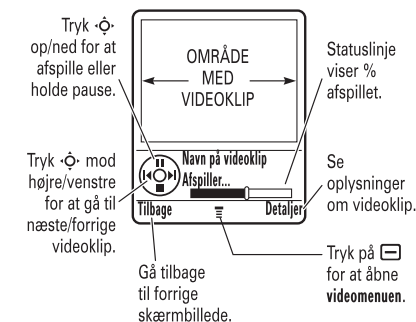 Tryk
op/ned for at
afspille eller
holde pause.
OMRÅDE
MED
VIDEOKLIP
Statuslinje
viser %
afspillet.
Tryk mod
højre/venstre
for at gå til
næste/forrige
videoklip.
Navn på videoklip
Afspiller...
Tilbage
Detaljer
Se
oplysninger
om videoklip.
Gå tilbage
til forrige
skærmbillede.
Tryk på
for at åbne
videomenuen.